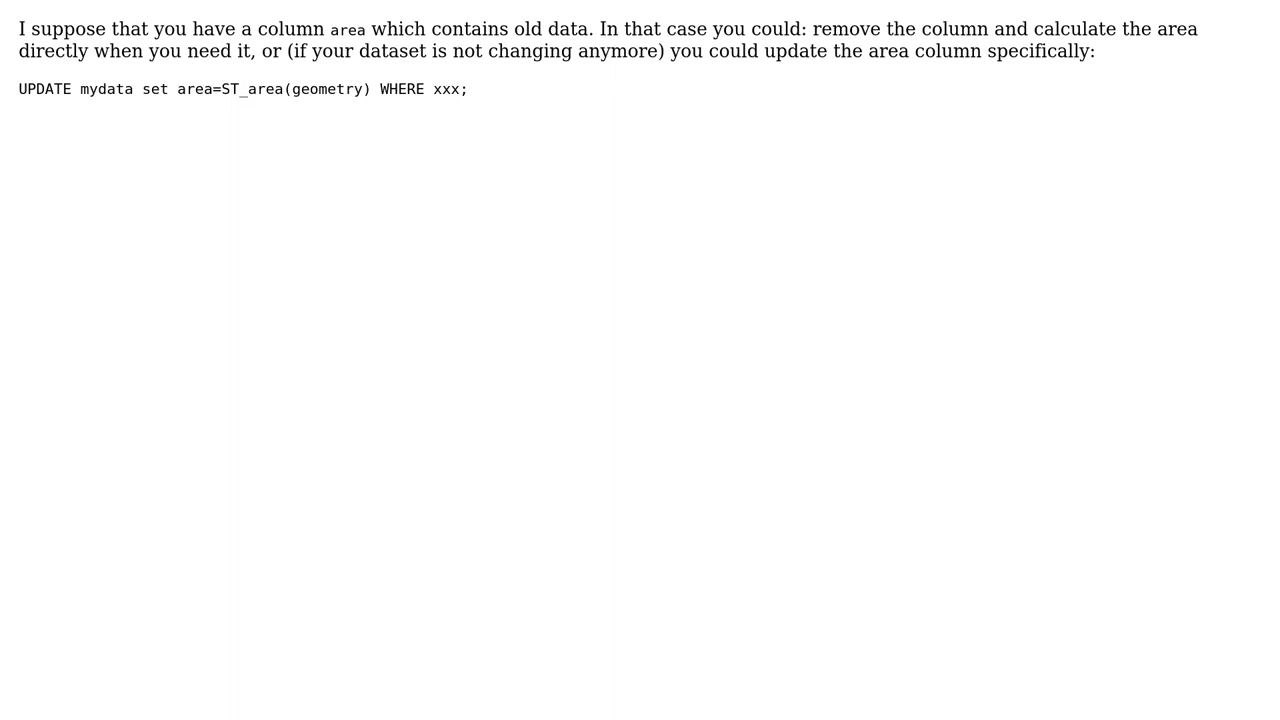 I suppose that you have a column area which contains old data. In that case you could: remove the column and calculate the area
directly when you need it, or (if your dataset is not changing anymore) you could update the area column specifically:
UPDATE mydata set area=ST_area(geometry) WHERE xxx;